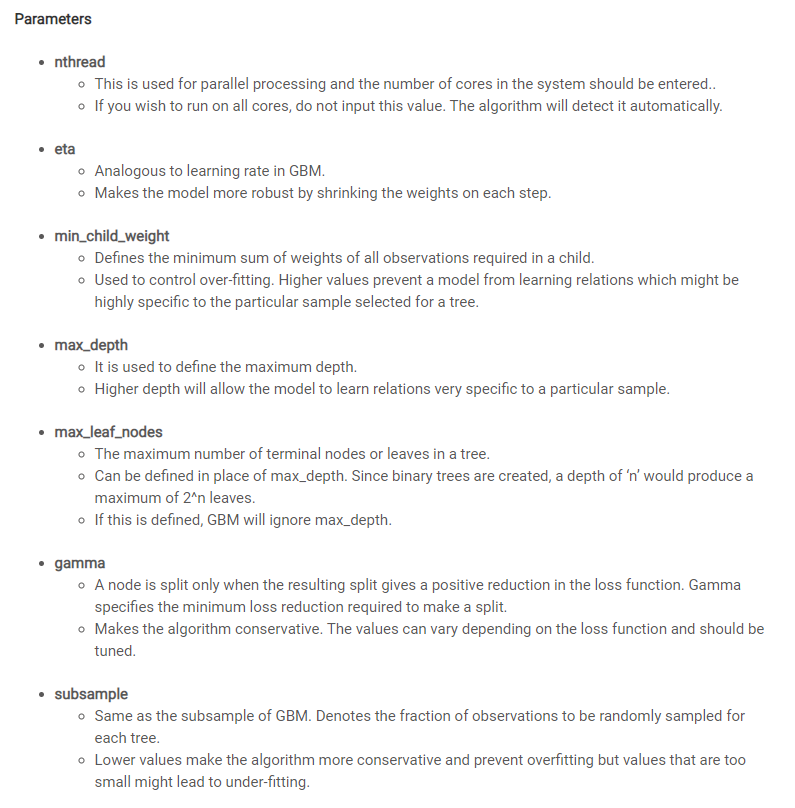 Parameters
• nthread
◦ This is used for parallel processing and the number of cores in the system should be entered..
◦ If you wish to run on all cores, do not input this value. The algorithm will detect it automatically.
• eta
◦ Analogous to learning rate in GBM.
◦ Makes the model more robust by shrinking the weights on each step.
• min_child_weight
◦ Defines the minimum sum of weights of all observations required in a child.
◦ Used to control over-fitting. Higher values prevent a model from learning relations which might be
highly specific to the particular sample selected for a tree.
• max_depth
◦ It is used to define the maximum depth.
◦ Higher depth will allow the model to learn relations very specific to a particular sample.
• max_leaf_nodes
◦ The maximum number of terminal nodes or leaves in a tree.
◦ Can be defined in place of max_depth. Since binary trees are created, a depth of ‘n’ would produce a
maximum of 2^n leaves.
◦ If this is defined, GBM will ignore max_depth.
• gamma
◦ A node is split only when the resulting split gives a positive reduction in the loss function. Gamma
specifies the minimum loss reduction required to make a split.
◦ Makes the algorithm conservative. The values can vary depending on the loss function and should be
tuned.
• subsample
◦ Same as the subsample of GBM. Denotes the fraction of observations to be randomly sampled for
each tree.
◦ Lower values make the algorithm more conservative and prevent overfitting but values that are too
small might lead to under-fitting.